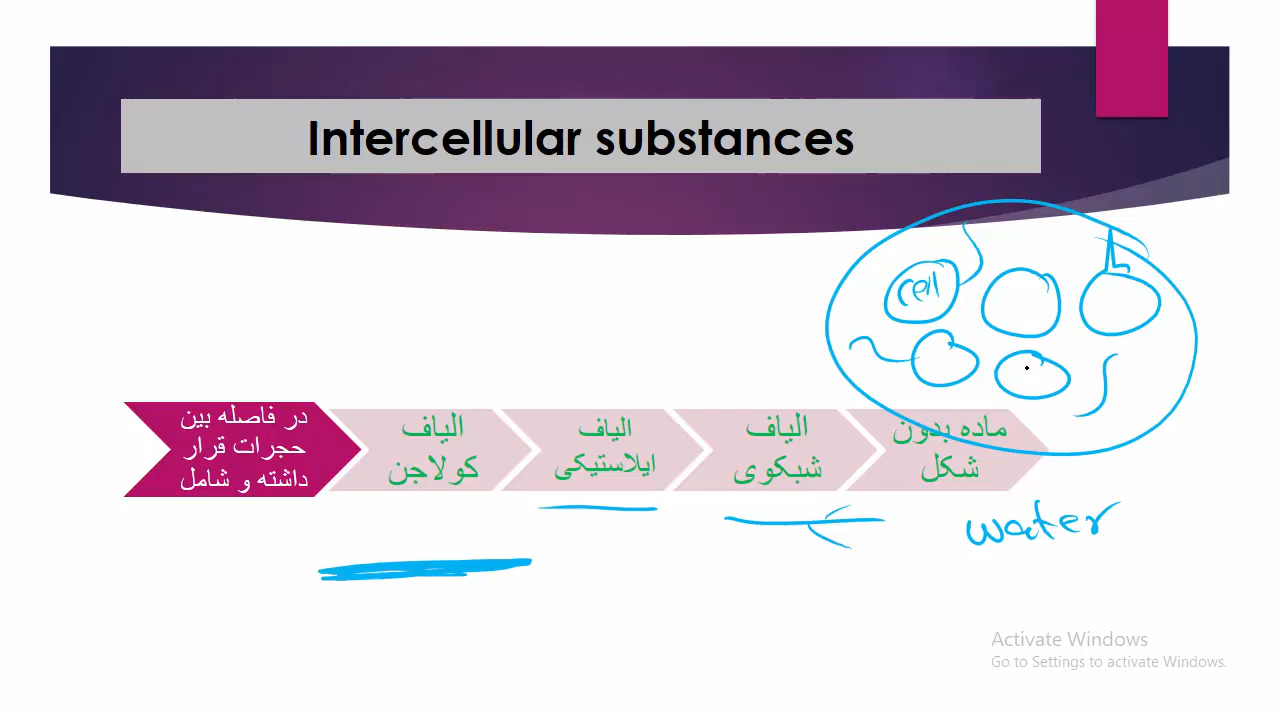 Intercellular substances
cell
در فاصله بین
حجرات قرار
داشته و شامل
الیاف
کولاجن
الیاف
ایلاستیکی
الیاف
شبکوی
ماده بدون
شکل
water
Activate Windows
Go to Settings to activate Windows.